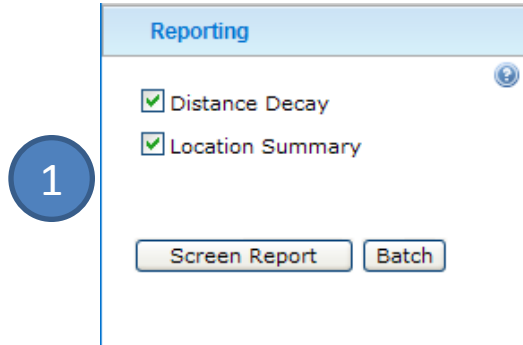 Reporting
?
Distance Decay
Location Summary
1
Screen Report Batch